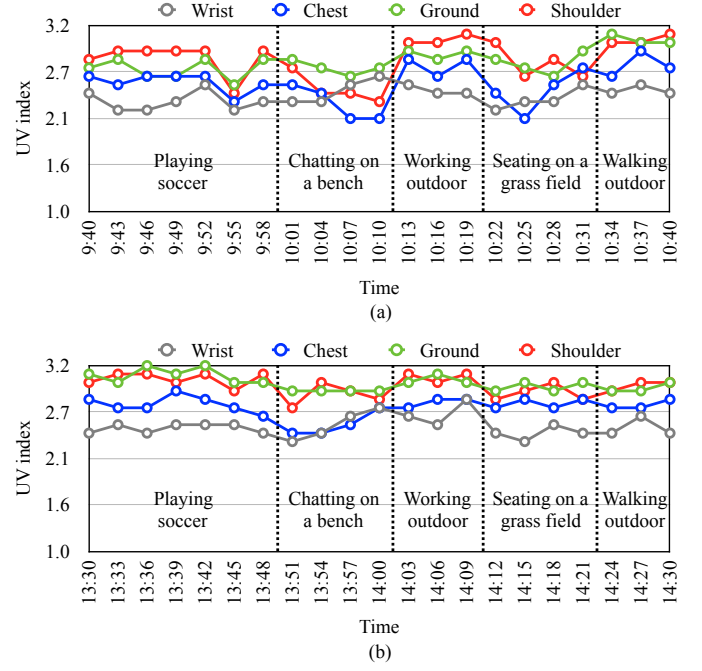 Wrist Chest Ground Shoulder
3.2
2.7
2.1
1.6
1.0
UV index
Playing
soccer
Chatting on
a bench
Working
outdoor
Seating on a
grass field
Walking
outdoor
9:40 9:43 9:46 9:49 9:52 9:55 9:58 10:01 10:04 10:07 10:10 10:13 10:16 10:19 10:22 10:25 10:28 10:31 10:34 10:37 10:40
Time
(a)
Wrist Chest Ground Shoulder
3.2
2.7
2.1
1.6
1.0
UV index
Playing
soccer
Chatting on
a bench
Working
outdoor
Seating on a
grass field
Walking
outdoor
13:30 13:33 13:36 13:39 13:42 13:45 13:48 13:51 13:54 13:57 14:00 14:03 14:06 14:09 14:12 14:15 14:18 14:21 14:24 14:27 14:30
Time
(b)